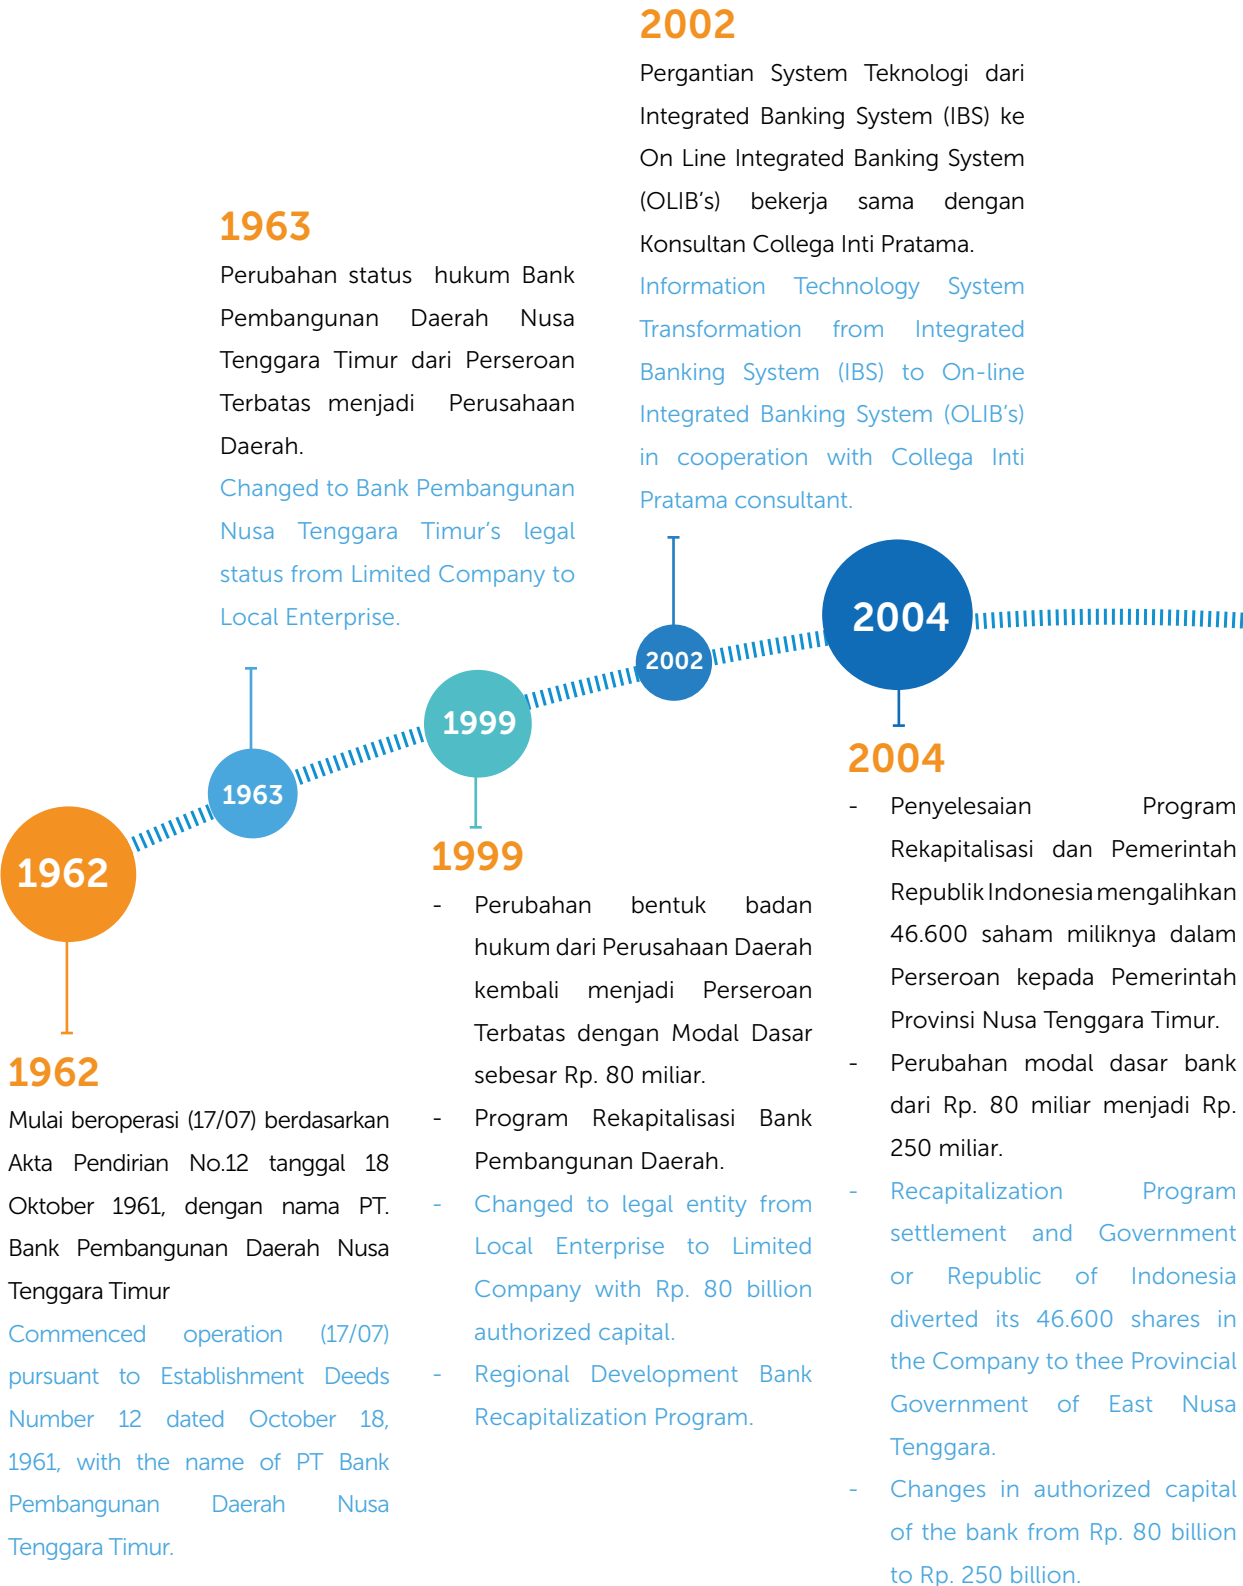 2002
Pergantian System Teknologi dari
Integrated Banking System (IBS) ke
On Line Integrated Banking System
(OLIB's) bekerja sama dengan
Konsultan Collega Inti Pratama.
Information Technology System
Transformation from Integrated
Banking System (IBS) to On-line
Integrated Banking System (OLIB's)
in cooperation with Collega Inti
Pratama consultant.
1963
Perubahan status hukum Bank
Pembangunan Daerah Nusa
Tenggara Timur dari Perseroan
Terbatas menjadi Perusahaan
Daerah.
Changed to Bank Pembangunan
Nusa Tenggara Timur's legal
status from Limited Company to
Local Enterprise.
2004
2002
1999
1963
1962
1962
Mulai beroperasi (17/07) berdasarkan
Akta Pendirian No.12 tanggal 18
Oktober 1961, dengan nama PT.
Bank Pembangunan Daerah Nusa
Tenggara Timur
Commenced operation (17/07)
pursuant to Establishment Deeds
Number 12 dated October 18,
1961, with the name of PT Bank
Pembangunan Daerah Nusa
Tenggara Timur.
1999
- Perubahan bentuk badan
hukum dari Perusahaan Daerah
kembali menjadi Perseroan
Terbatas dengan Modal Dasar
sebesar Rp. 80 miliar.
- Program Rekapitalisasi Bank
Pembangunan Daerah.
- Changed to legal entity from
Local Enterprise to Limited
Company with Rp. 80 billion
authorized capital.
- Regional Development Bank
Recapitalization Program.
2004
- Penyelesaian Program
Rekapitalisasi dan Pemerintah
Republik Indonesia mengalihkan
46.600 saham miliknya dalam
Perseroan kepada Pemerintah
Provinsi Nusa Tenggara Timur.
- Perubahan modal dasar bank
dari Rp. 80 miliar menjadi Rp.
250 miliar.
- Recapitalization Program
settlement and Government
or Republic of Indonesia
diverted its 46.600 shares in
the Company to thee Provincial
Government of East Nusa
Tenggara.
- Changes in authorized capital
of the bank from Rp. 80 billion
to Rp. 250 billion.